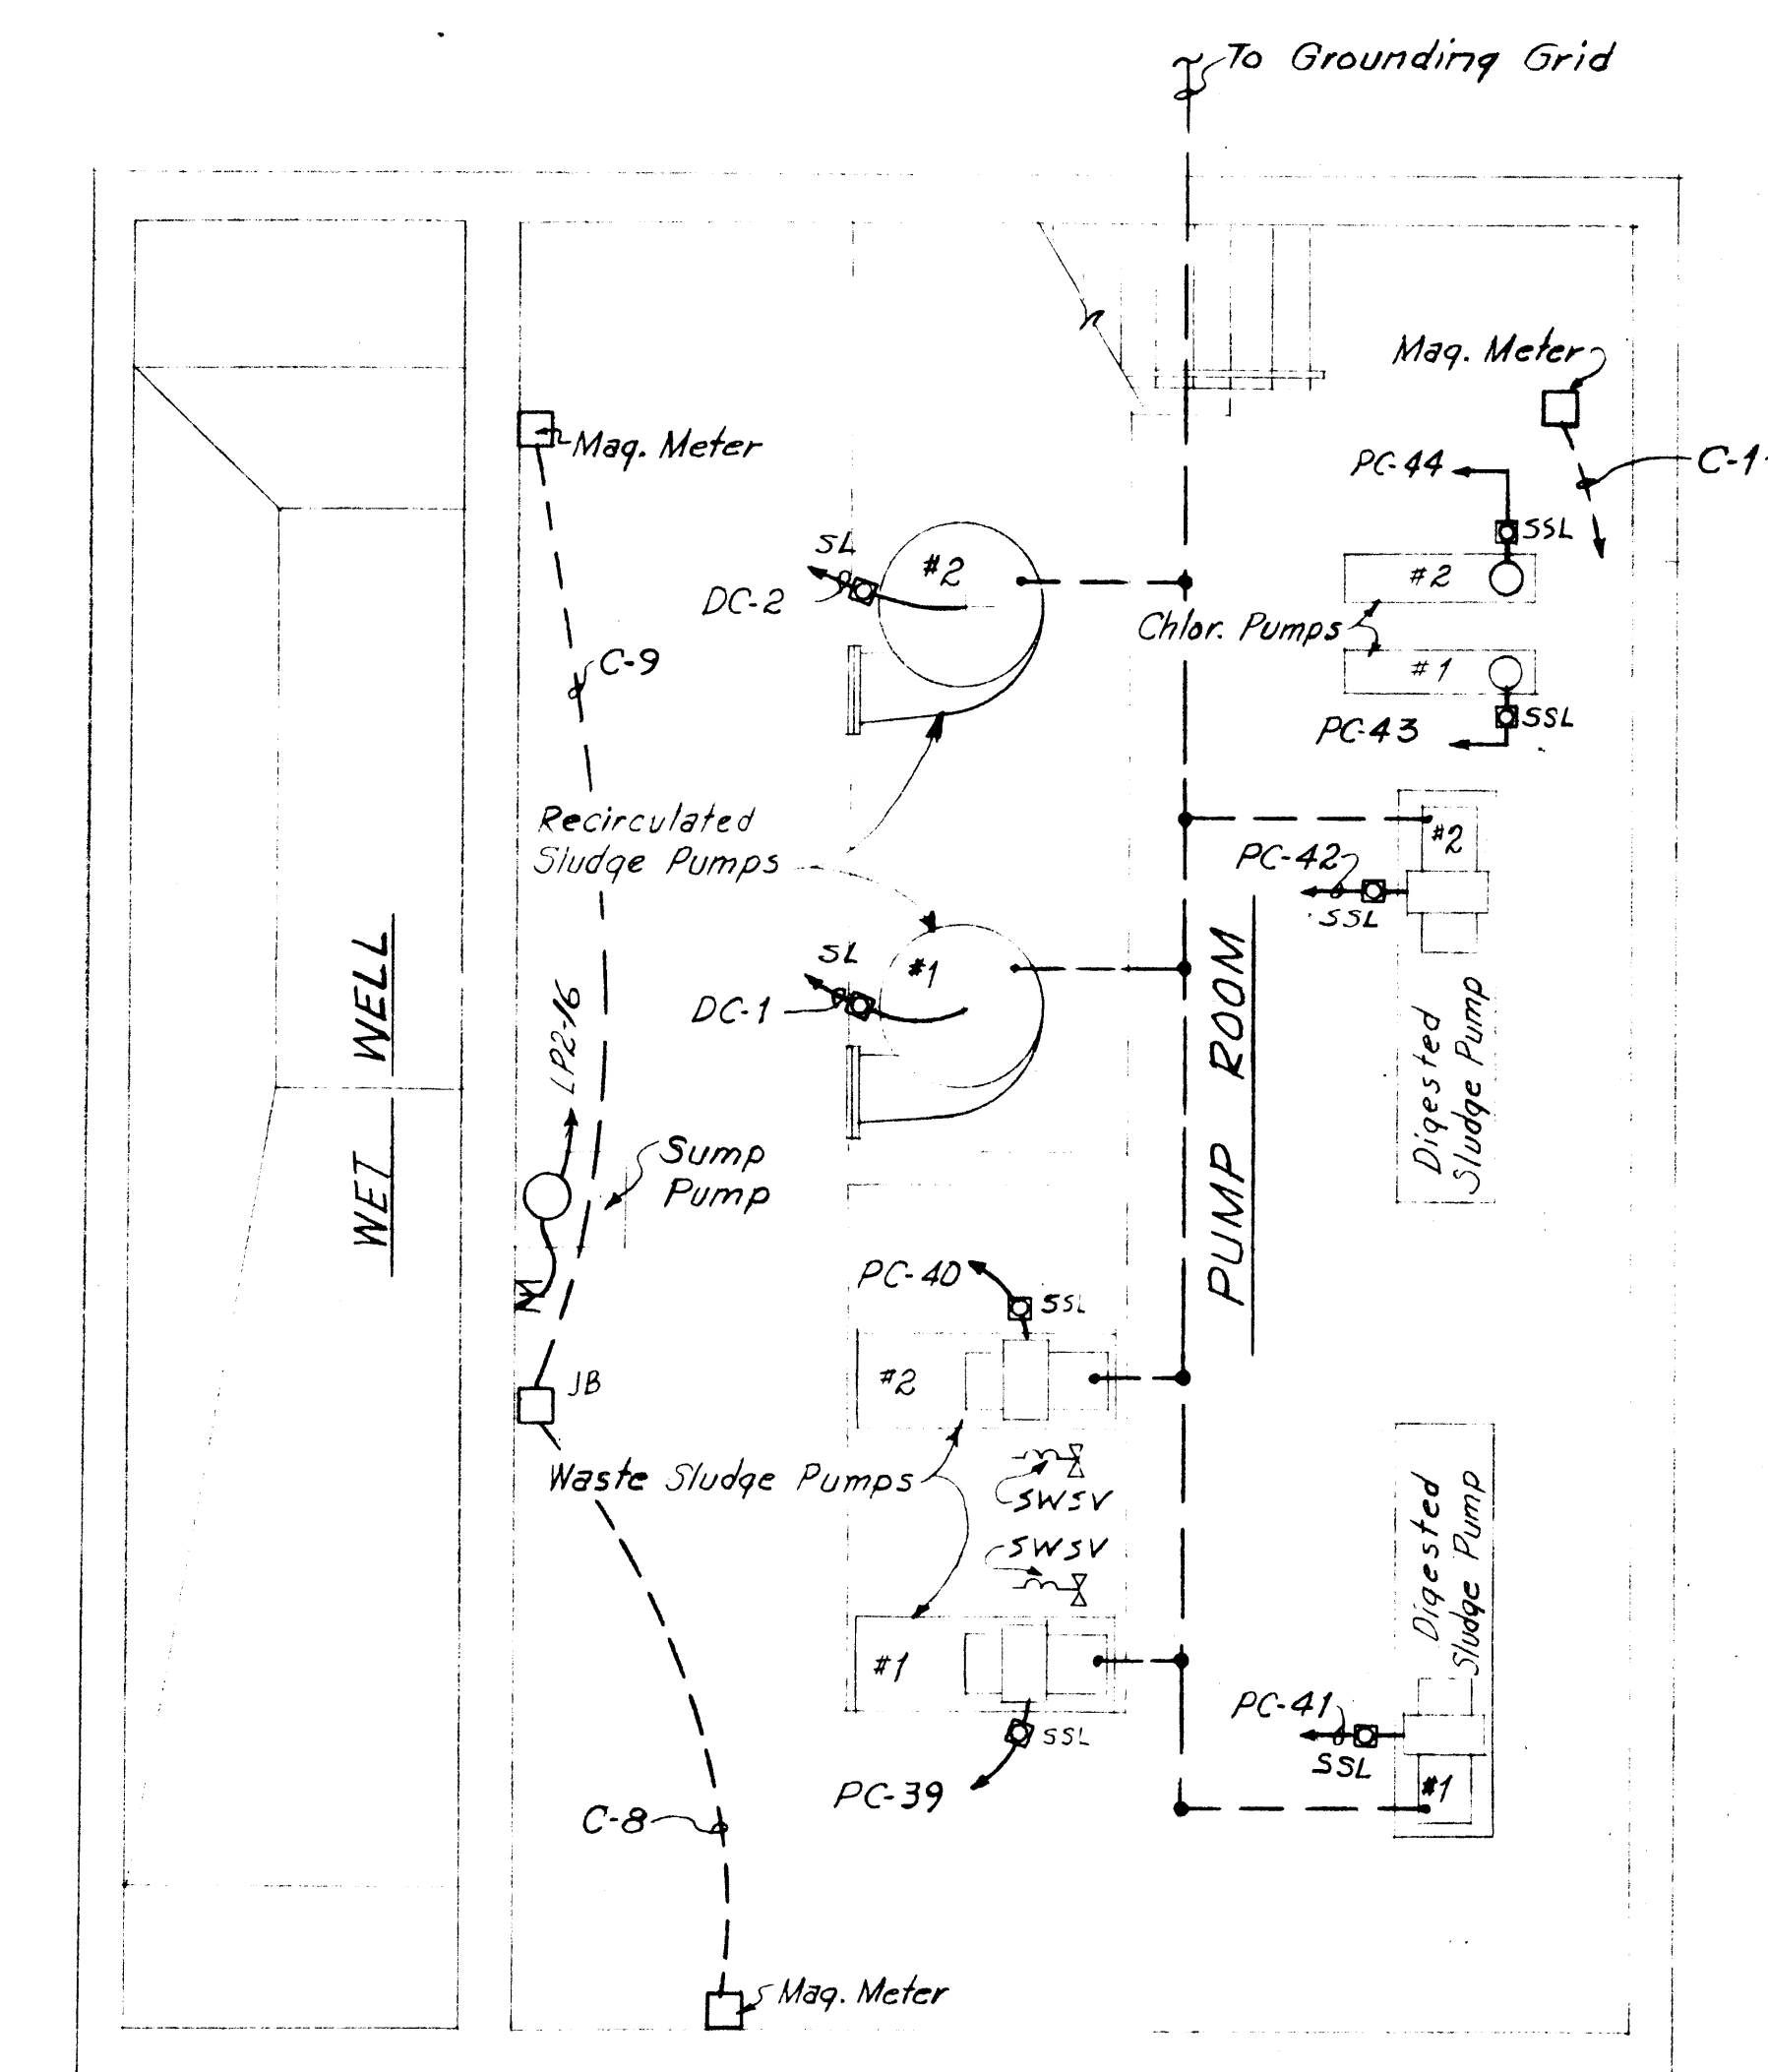 To Grounding Grid
Mag. Meter
Mag. Meter
PC-44
C-1
SL
#2
SSL
DC-2
#2
Chlor. Pumps
C-9
#1
SSL
PC-43
Recirculated
Sludge Pumps
#2
PC-42
SSL
SL
#1
DC-1
WET WELL
LP2-16
PUMP ROOM
Digested
Sludge Pump
Sump
Pump
PC-40
SSL
JB
#2
Waste Sludge Pumps
SWSV
SWSV
Digested
Sludge Pump
#1
SSL
PC-39
PC-41
SSL
#1
C-8
Mag. Meter